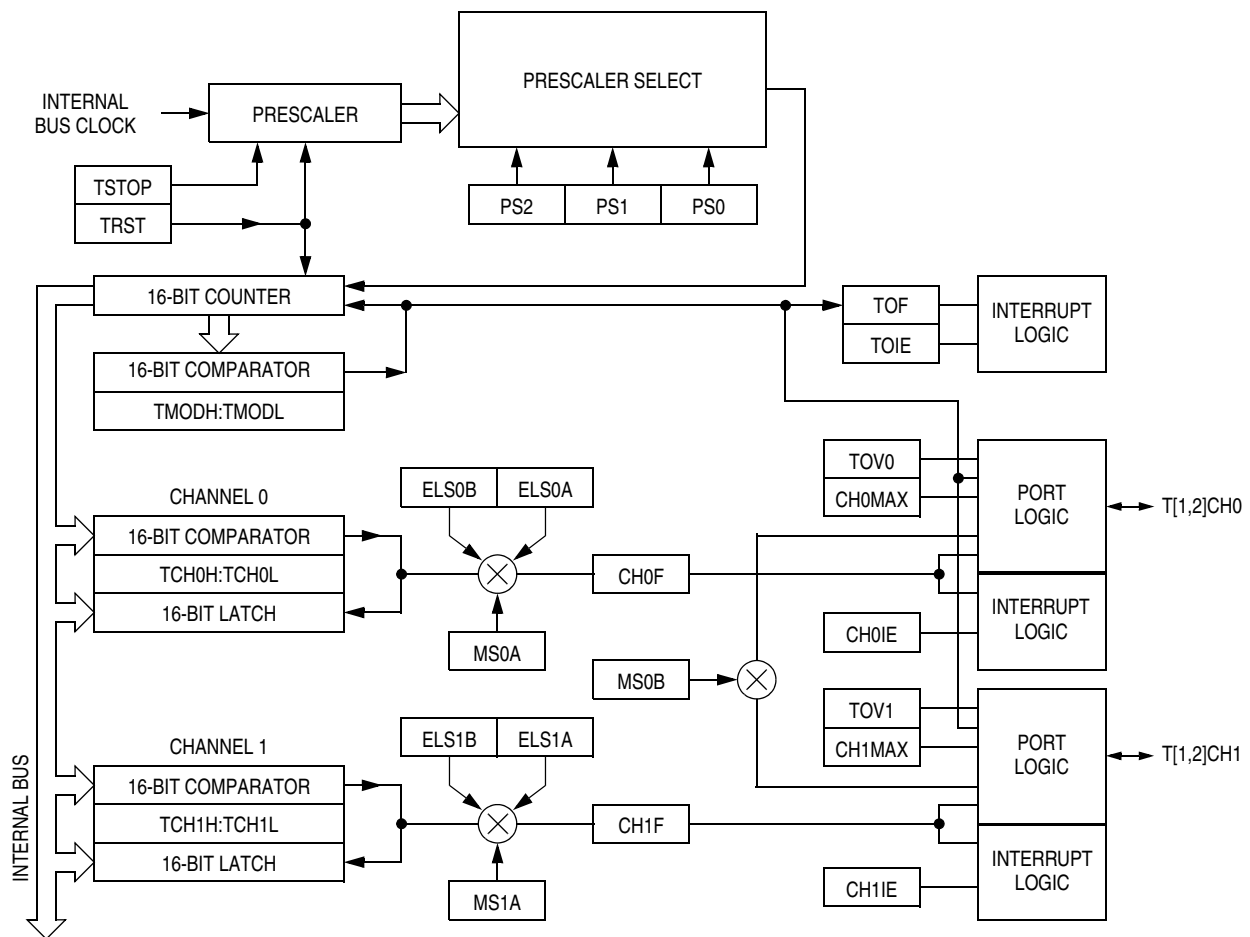 PRESCALER SELECT
INTERNAL
BUS CLOCK
PRESCALER
TSTOP
TRST
PS2
PS1
PS0
16-BIT COUNTER
TOF
TOIE
INTERRUPT
LOGIC
16-BIT COMPARATOR
TMODH:TMODL
CHANNEL 0
16-BIT COMPARATOR
TCH0H:TCH0L
16-BIT LATCH
ELS0B
ELS0A
MS0A
CH0F
TOV0
CH0MAX
PORT
LOGIC
T[1,2]CH0
CH0IE
INTERRUPT
LOGIC
MS0B
CHANNEL 1
16-BIT COMPARATOR
TCH1H:TCH1L
16-BIT LATCH
ELS1B
ELS1A
MS1A
CH1F
TOV1
CH1MAX
PORT
LOGIC
T[1,2]CH1
CH1IE
INTERRUPT
LOGIC
INTERNAL BUS